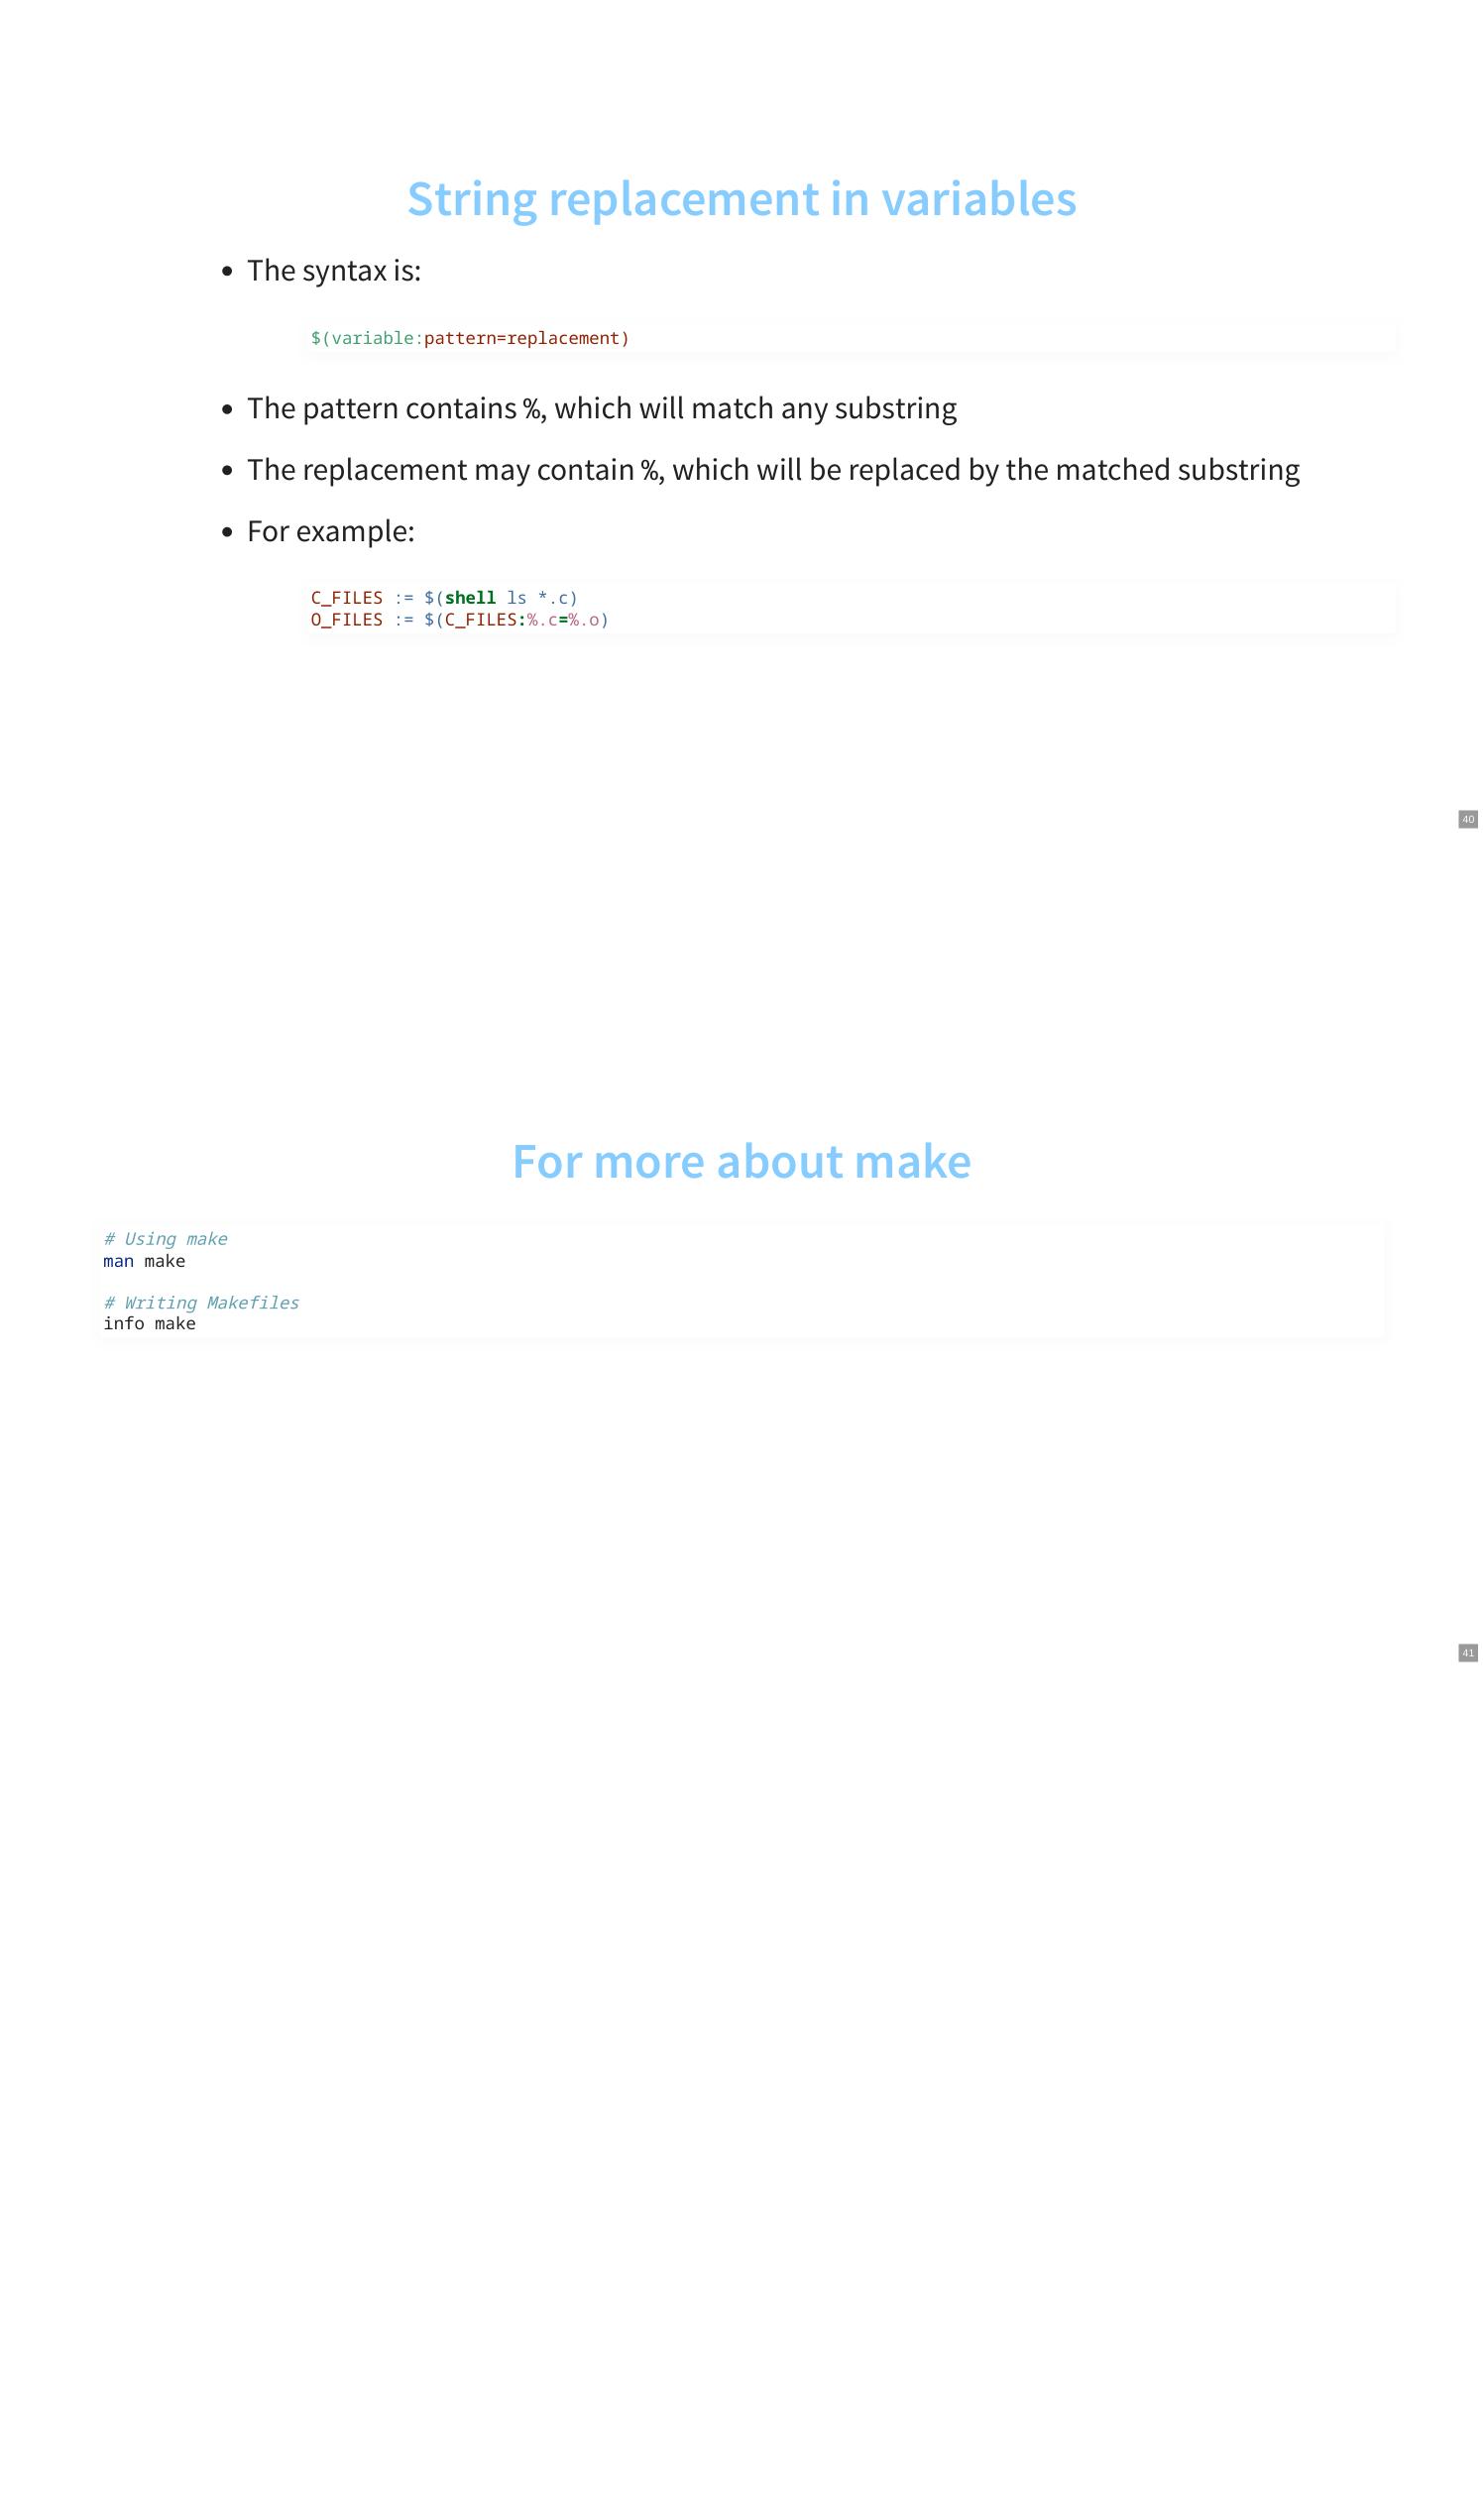 String replacement in variables
• The syntax is:
$(variable:pattern=replacement)
• The pattern contains %, which will match any substring
• The replacement may contain %, which will be replaced by the matched substring
• For example:
C_FILES := $(shell ls *.c)
O_FILES := $(C_FILES:%.c=%.o)
40
For more about make
# Using make
man make
# Writing Makefiles
info make
41